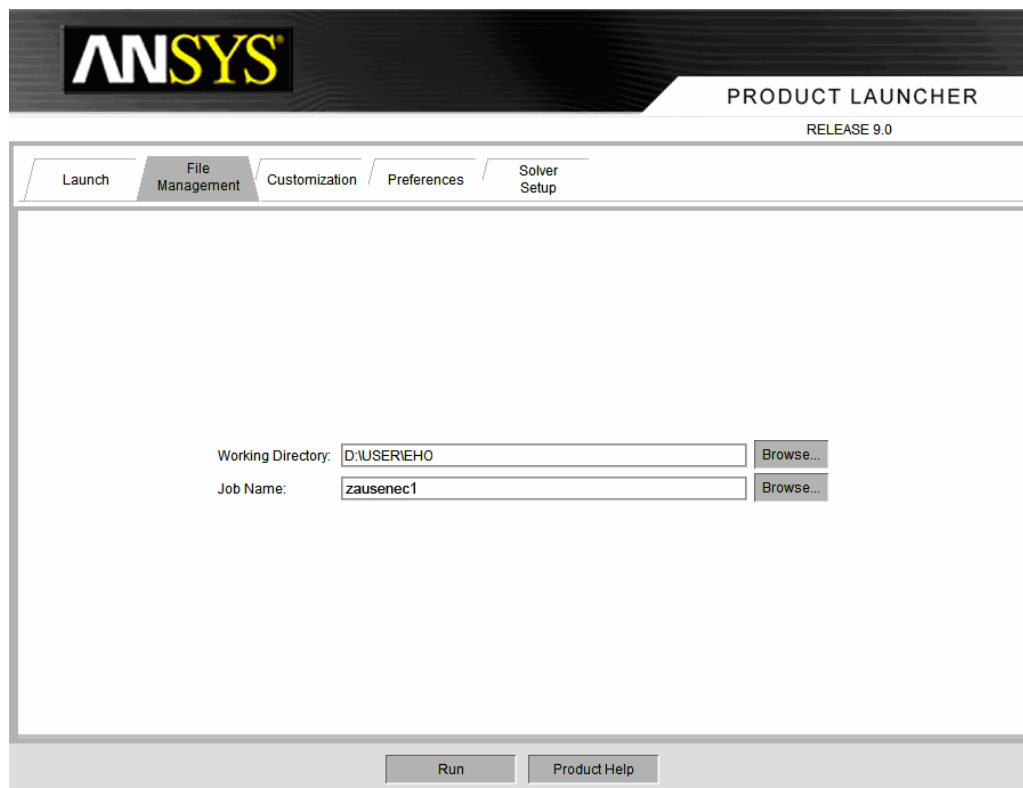 ANSYS®
PRODUCT LAUNCHER
RELEASE 9.0
Launch
File
Management
Customization
Preferences
Solver
Setup
Working Directory: D:\USER\EHO Browse...
Job Name: zausenec1 Browse...
Run Product Help